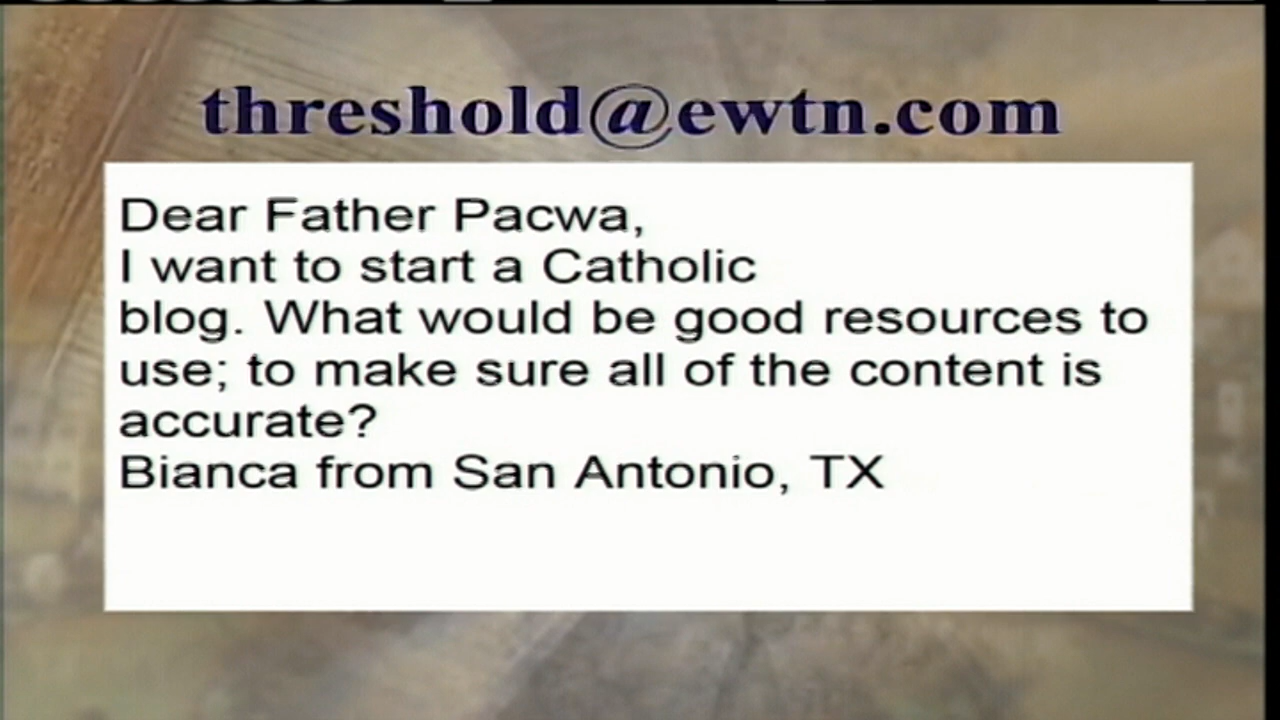 threshold@ewtn.com
Dear Father Pacwa,
I want to start a Catholic
blog. What would be good resources to
use; to make sure all of the content is
accurate?
Bianca from San Antonio, TX